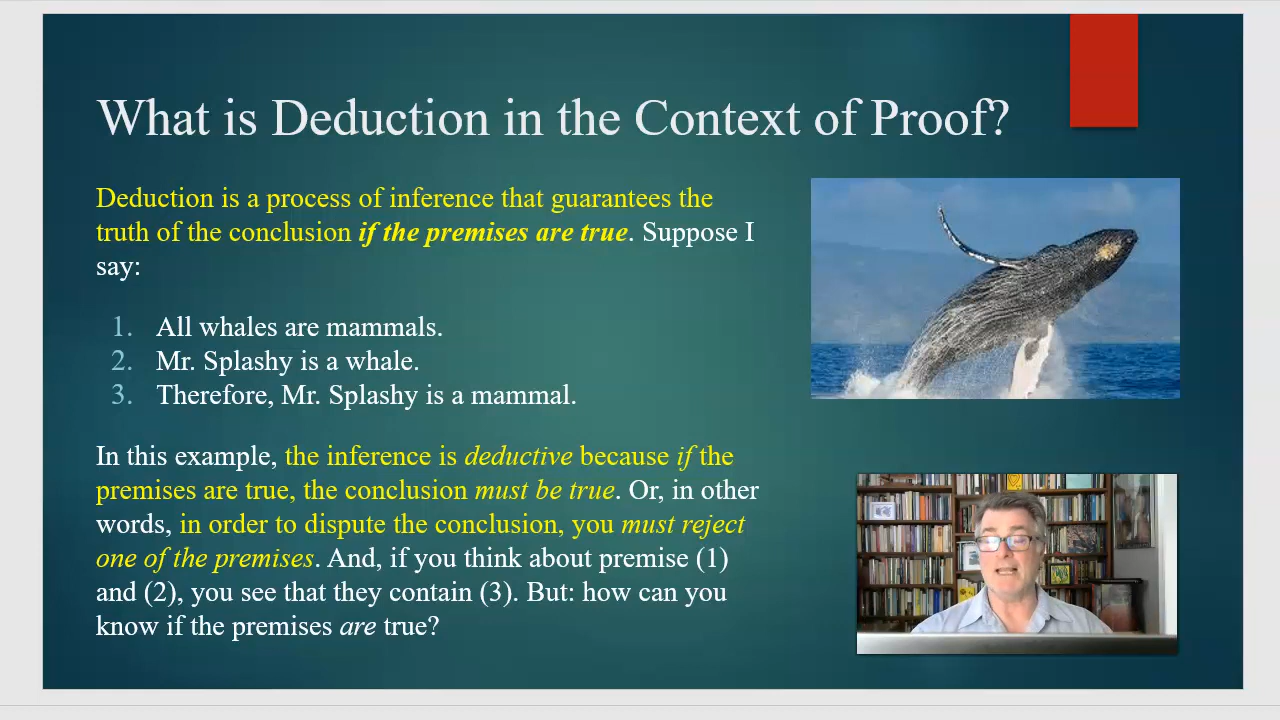 What is Deduction in the Context of Proof?
Deduction is a process of inference that guarantees the
truth of the conclusion if the premises are true. Suppose I
say:
1. All whales are mammals.
2. Mr. Splashy is a whale.
3. Therefore, Mr. Splashy is a mammal.
In this example, the inference is deductive because if the
premises are true, the conclusion must be true. Or, in other
words, in order to dispute the conclusion, you must reject
one of the premises. And, if you think about premise (1)
and (2), you see that they contain (3). But: how can you
know if the premises are true?